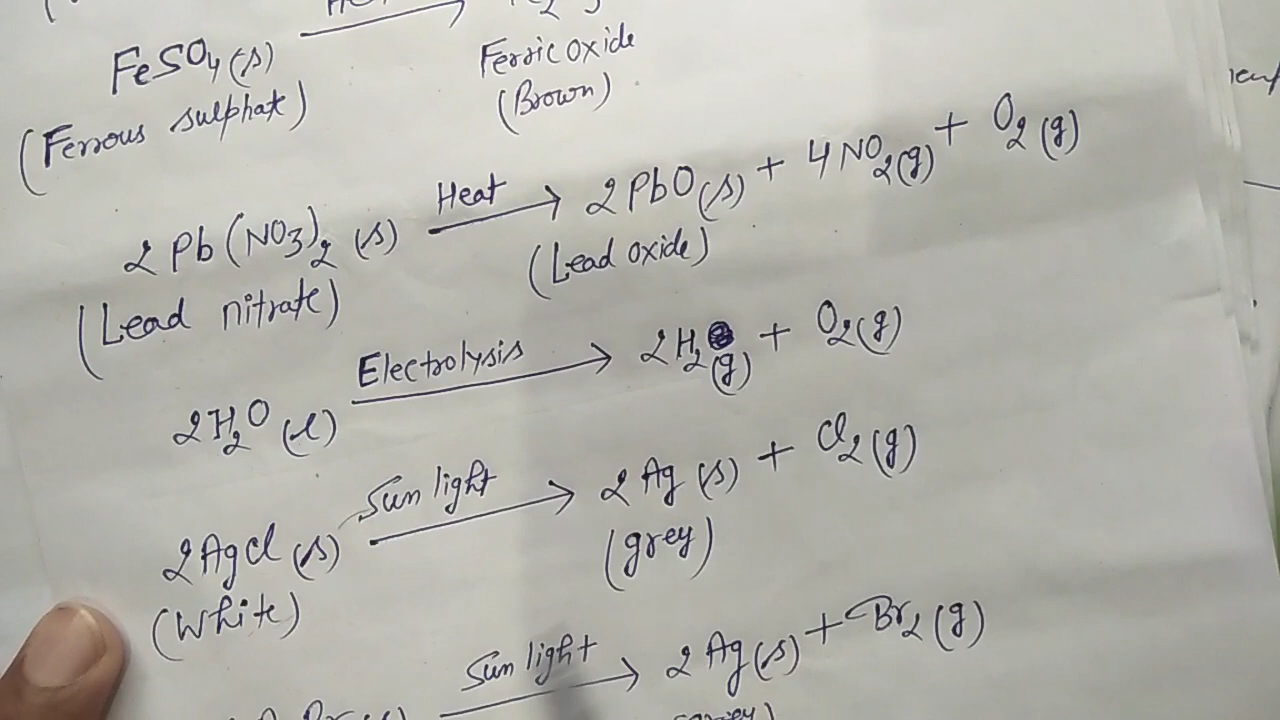 FeSO4(s)
Ferric oxide
(Ferrous sulphate)
(Brown)
2Pb(NO3)2 (s) Heat → 2PbO(s) + 4NO2(g) + O2(g)
(Lead nitrate) (Lead oxide)
2H2O(l) Electrolysis → 2H2(g) + O2(g)
2AgCl(s) Sun light → 2Ag(s) + Cl2(g)
(White) (grey)
Sun light → 2Ag(s) + Br2(g)